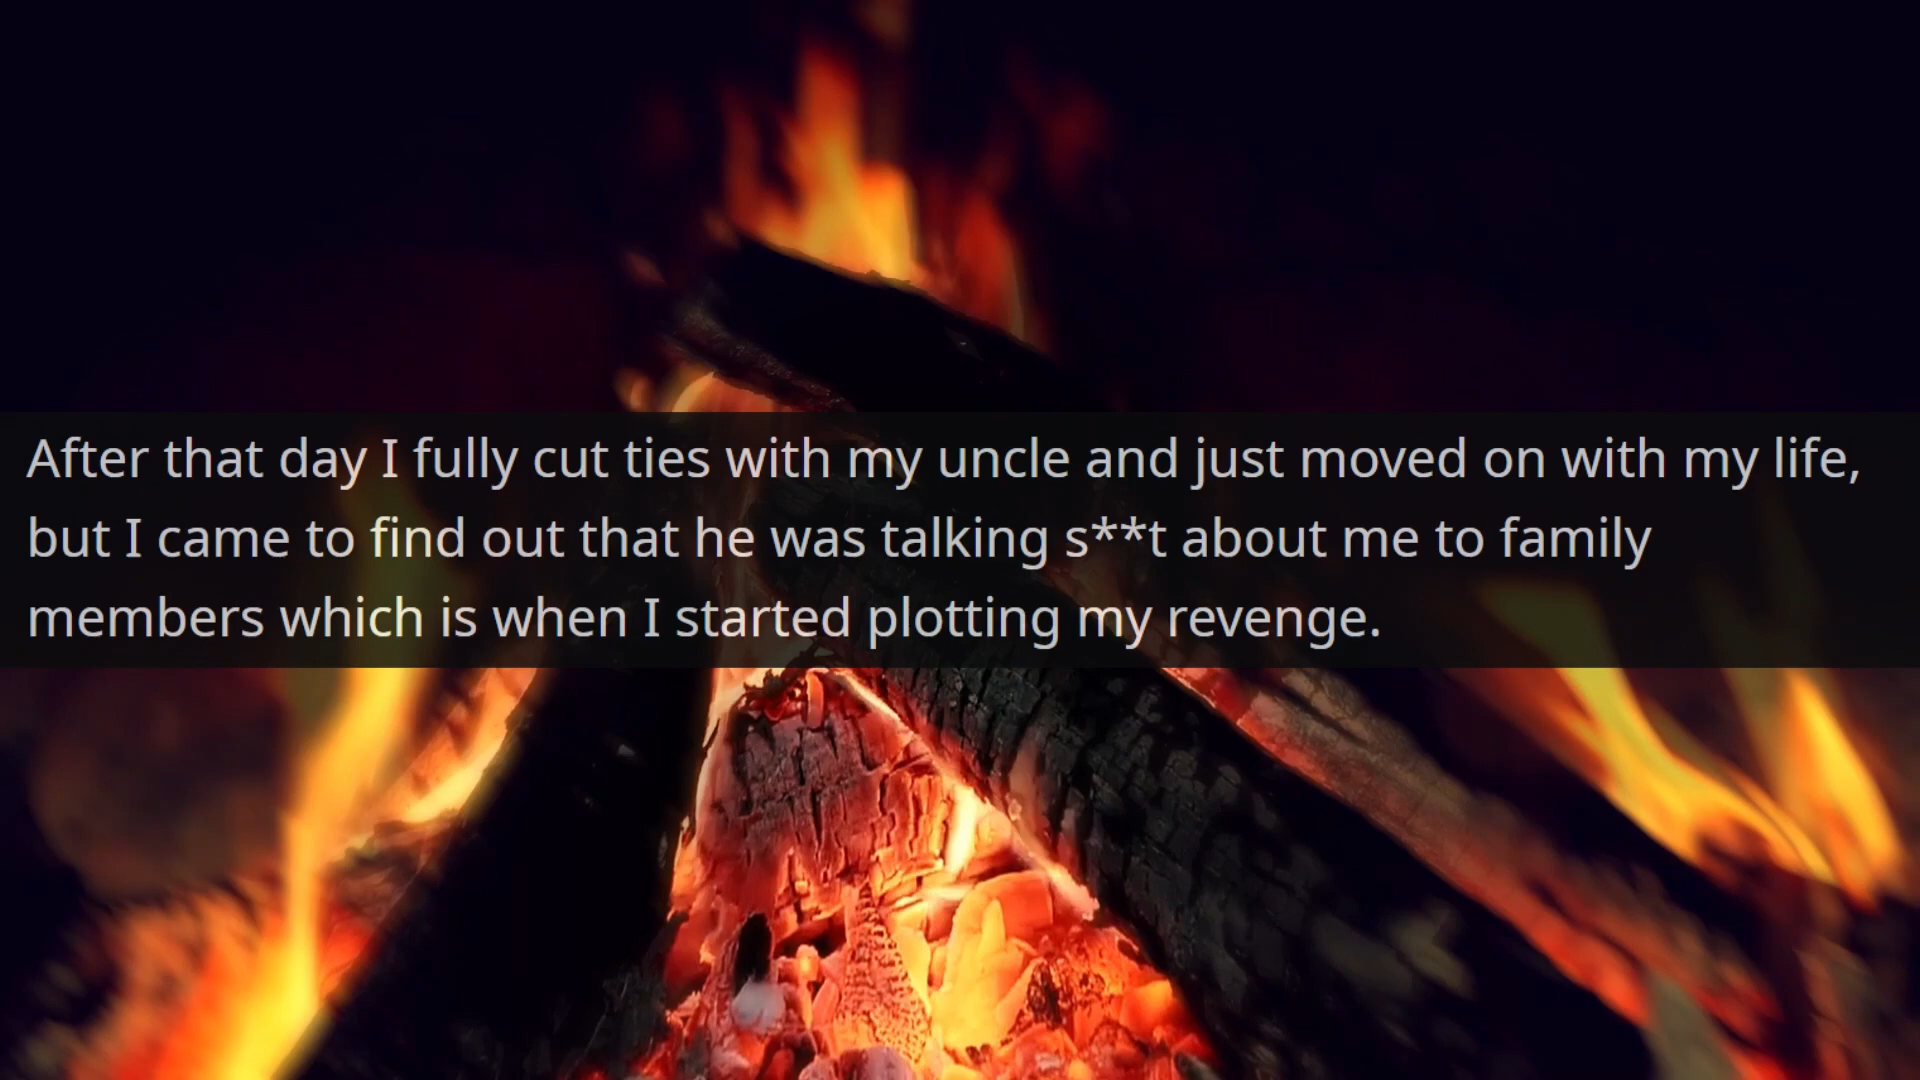 After that day I fully cut ties with my uncle and just moved on with my life,
but I came to find out that he was talking s**t about me to family
members which is when I started plotting my revenge.